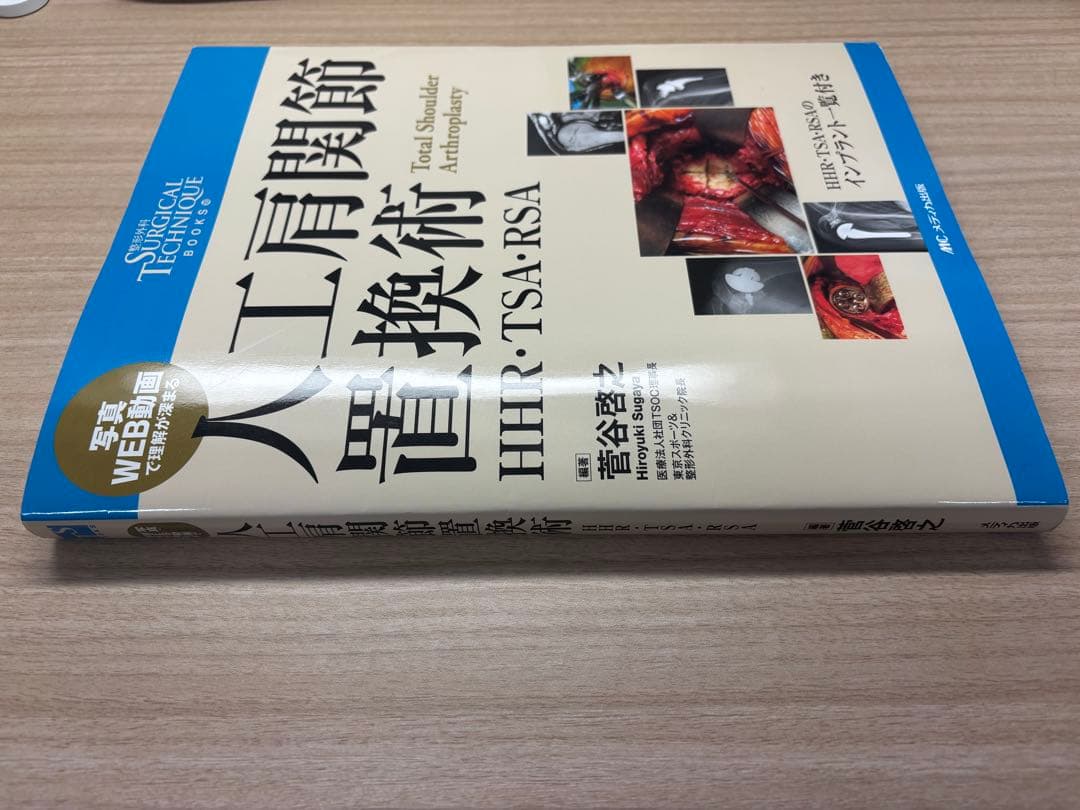 整形外科
SURGICAL
TECHNIQUE
BOOKS
写真
WEB動画
で理解が深まる
人工肩関節
置換術
Total Shoulder
Arthroplasty
HHR・TSA・RSA
編著
菅谷啓之
Hiroyuki Sugaya
医療法人社団TSOC理事長
東京スポーツ&
整形外科クリニック院長
HHR・TSA・RSAの
インプラント一覧付き
MCメディカ出版
人工肩関節置換術
HHR・TSA・RSA
編著
菅谷啓之
メディカ出版